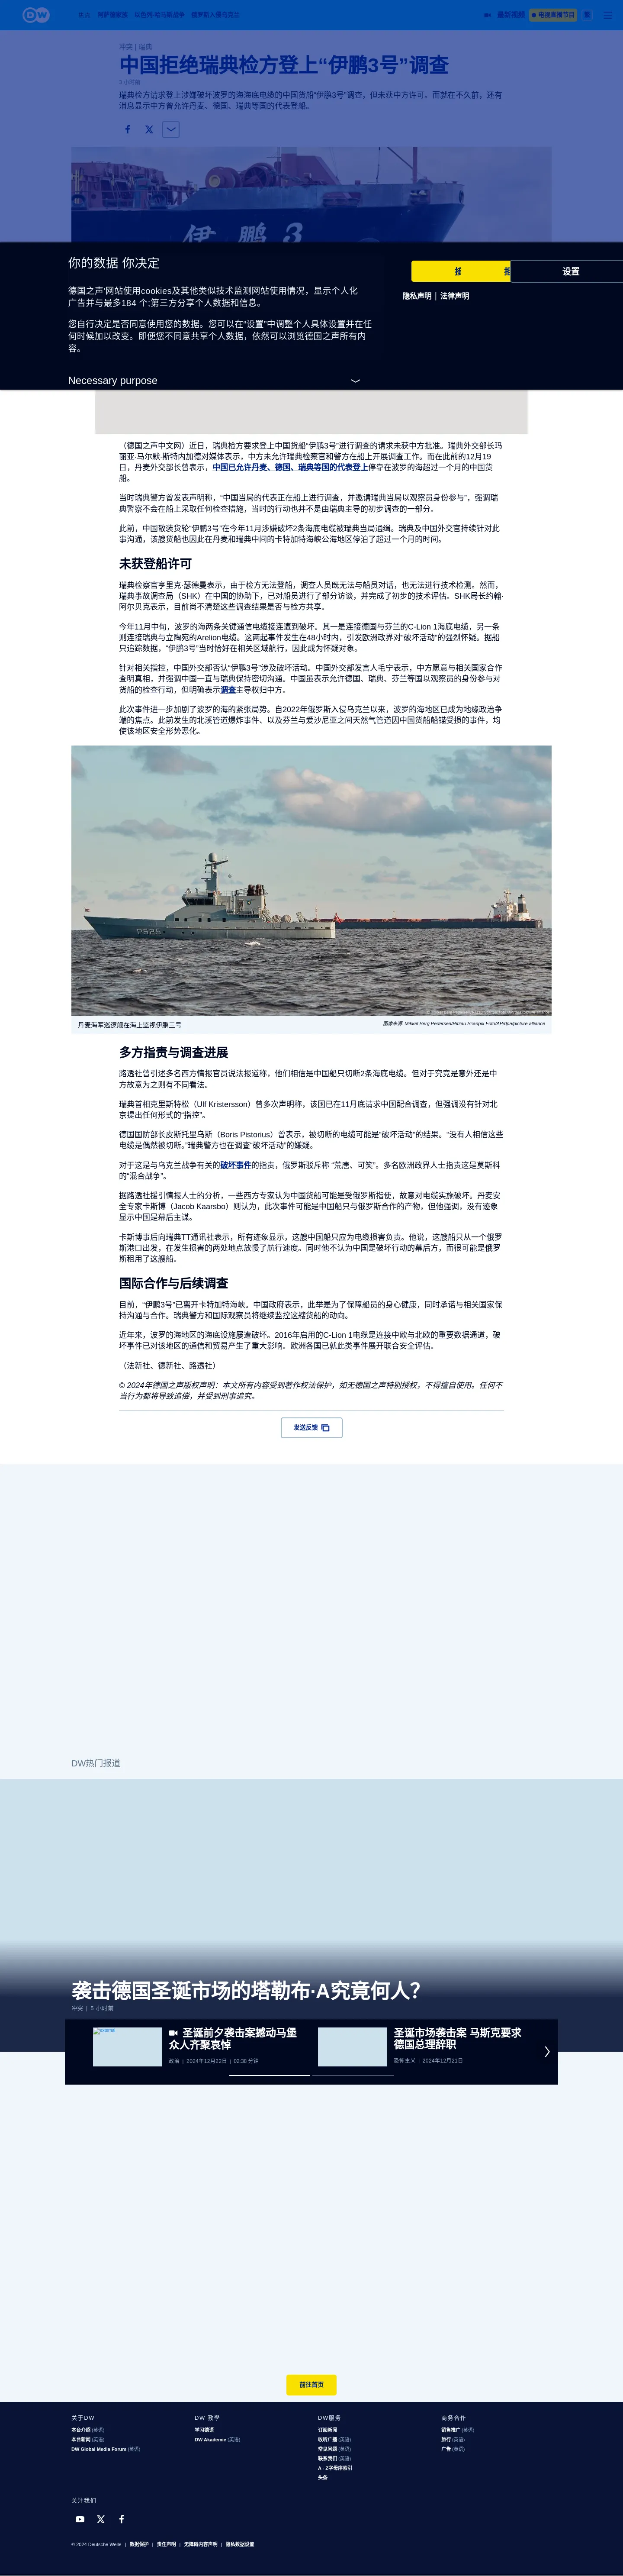 DW
焦点
阿萨德家族
以色列-哈马斯战争
俄罗斯入侵乌克兰
最新视频
电视直播节目
冲突 | 瑞典
中国拒绝瑞典检方登上“伊鹏3号”调查
瑞典检方请求登上涉嫌破坏波罗的海海底电缆的中国货船“伊鹏3号”调查，但未获中方许可。而就在不久前，还有
消息显示中方曾允许丹麦、德国、瑞典等国的代表登船。
伊鹏3
你的数据 你决定
德国之声'网站使用cookies及其他类似技术监测网站使用情况，显示个人化
广告并与最多184 个;第三方分享个人数据和信息。
您自行决定是否同意使用您的数据。您可以在“设置”中调整个人具体设置并在任
何时候加以改变。即便您不同意共享个人数据，依然可以浏览德国之声所有内
容。
设置
隐私声明 | 法律声明
Necessary purpose
（德国之声中文网）近日，瑞典检方要求登上中国货船“伊鹏3号”进行调查的请求未获中方批准。瑞典外交部长玛
丽亚·马尔默·斯特内加德对媒体表示，中方未允许瑞典检察官和警方在船上开展调查工作。而在此前的12月19
日，丹麦外交部长曾表示，中国已允许丹麦、德国、瑞典等国的代表登上停靠在波罗的海超过一个月的中国货
船。
当时瑞典警方曾发表声明称，“中国当局的代表正在船上进行调查，并邀请瑞典当局以观察员身份参与”，强调瑞
典警察不会在船上采取任何检查措施，当时的行动也并不是由瑞典主导的初步调查的一部分。
此前，中国散装货轮“伊鹏3号”在今年11月涉嫌破坏2条海底电缆被瑞典当局通缉。瑞典及中国外交官持续针对此
事沟通，该艘货船也因此在丹麦和瑞典中间的卡特加特海峡公海地区停泊了超过一个月的时间。
未获登船许可
瑞典检察官亨里克·瑟德曼表示，由于检方无法登船，调查人员既无法与船员对话，也无法进行技术检测。然而，
瑞典事故调查局（SHK）在中国的协助下，已对船员进行了部分访谈，并完成了初步的技术评估。SHK局长约翰·
阿尔贝克表示，目前尚不清楚这些调查结果是否与检方共享。
今年11月中旬，波罗的海两条关键通信电缆接连遭到破坏。其一是连接德国与芬兰的C-Lion 1海底电缆，另一条
则连接瑞典与立陶宛的Arelion电缆。这两起事件发生在48小时内，引发欧洲政界对“破坏活动”的强烈怀疑。据船
只追踪数据，“伊鹏3号”当时恰好在相关区域航行，因此成为怀疑对象。
针对相关指控，中国外交部否认“伊鹏3号”涉及破坏活动。中国外交部发言人毛宁表示，中方愿意与相关国家合作
查明真相，并强调中国一直与瑞典保持密切沟通。中国虽表示允许德国、瑞典、芬兰等国以观察员的身份参与对
货船的检查行动，但明确表示调查主导权归中方。
此次事件进一步加剧了波罗的海的紧张局势。自2022年俄罗斯入侵乌克兰以来，波罗的海地区已成为地缘政治争
端的焦点。此前发生的北溪管道爆炸事件、以及芬兰与爱沙尼亚之间天然气管道因中国货船船锚受损的事件，均
使该地区安全形势恶化。
P525
丹麦海军巡逻舰在海上监视伊鹏三号
图像来源: Mikkel Berg Pedersen/Ritzau Scanpix Foto/AP/dpa/picture alliance
多方指责与调查进展
路透社曾引述多名西方情报官员说法报道称，他们相信是中国船只切断2条海底电缆。但对于究竟是意外还是中
方故意为之则有不同看法。
瑞典首相克里斯特松（Ulf Kristersson）曾多次声明称，该国已在11月底请求中国配合调查，但强调没有针对北
京提出任何形式的“指控”。
德国国防部长皮斯托里乌斯（Boris Pistorius）曾表示，被切断的电缆可能是“破坏活动”的结果。“没有人相信这些
电缆是偶然被切断。”瑞典警方也在调查“破坏活动”的嫌疑。
对于这是与乌克兰战争有关的破坏事件的指责，俄罗斯驳斥称 “荒唐、可笑”。多名欧洲政界人士指责这是莫斯科
的“混合战争”。
据路透社援引情报人士的分析，一些西方专家认为中国货船可能是受俄罗斯指使，故意对电缆实施破坏。丹麦安
全专家卡斯博（Jacob Kaarsbo）则认为，此次事件可能是中国船只与俄罗斯合作的产物，但他强调，没有迹象
显示中国是幕后主谋。
卡斯博事后向瑞典TT通讯社表示，所有迹象显示，这艘中国船只应为电缆损害负责。他说，这艘船只从一个俄罗
斯港口出发，在发生损害的两处地点放慢了航行速度。同时他不认为中国是破坏行动的幕后方，而很可能是俄罗
斯租用了这艘船。
国际合作与后续调查
目前，“伊鹏3号”已离开卡特加特海峡。中国政府表示，此举是为了保障船员的身心健康，同时承诺与相关国家保
持沟通与合作。瑞典警方和国际观察员将继续监控这艘货船的动向。
近年来，波罗的海地区的海底设施屡遭破坏。2016年启用的C-Lion 1电缆是连接中欧与北欧的重要数据通道，破
坏事件已对该地区的通信和贸易产生了重大影响。欧洲各国已就此类事件展开联合安全评估。
（法新社、德新社、路透社）
© 2024年德国之声版权声明：本文所有内容受到著作权法保护，如无德国之声特别授权，不得擅自使用。任何不
当行为都将导致追偿，并受到刑事追究。
发送反馈
DW热门报道
袭击德国圣诞市场的塔勒布·A究竟何人？
冲突 | 5 小时前
圣诞前夕袭击案撼动马堡
众人齐聚哀悼
政治 | 2024年12月22日 | 02:38 分钟
圣诞市场袭击案 马斯克要求
德国总理辞职
恐怖主义 | 2024年12月21日
前往首页
关于DW
本台介绍 (英语)
本台新闻 (英语)
DW Global Media Forum (英语)
DW 教學
学习德语
DW Akademie (英语)
DW服务
订阅新闻
收听广播 (英语)
常见问题 (英语)
联系我们 (英语)
A - Z字母序索引
头条
商务合作
销售推广 (英语)
旅行 (英语)
广告 (英语)
关注我们
© 2024 Deutsche Welle | 数据保护 | 责任声明 | 无障碍内容声明 | 隐私数据设置